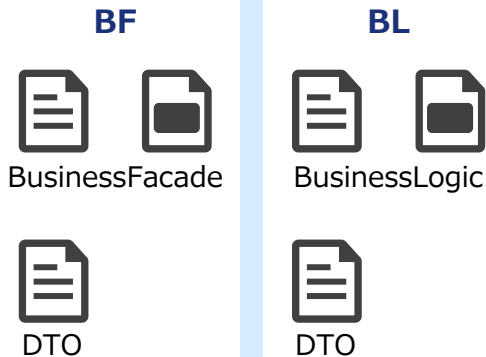 BF
BL
BusinessFacade
BusinessLogic
DTO
DTO